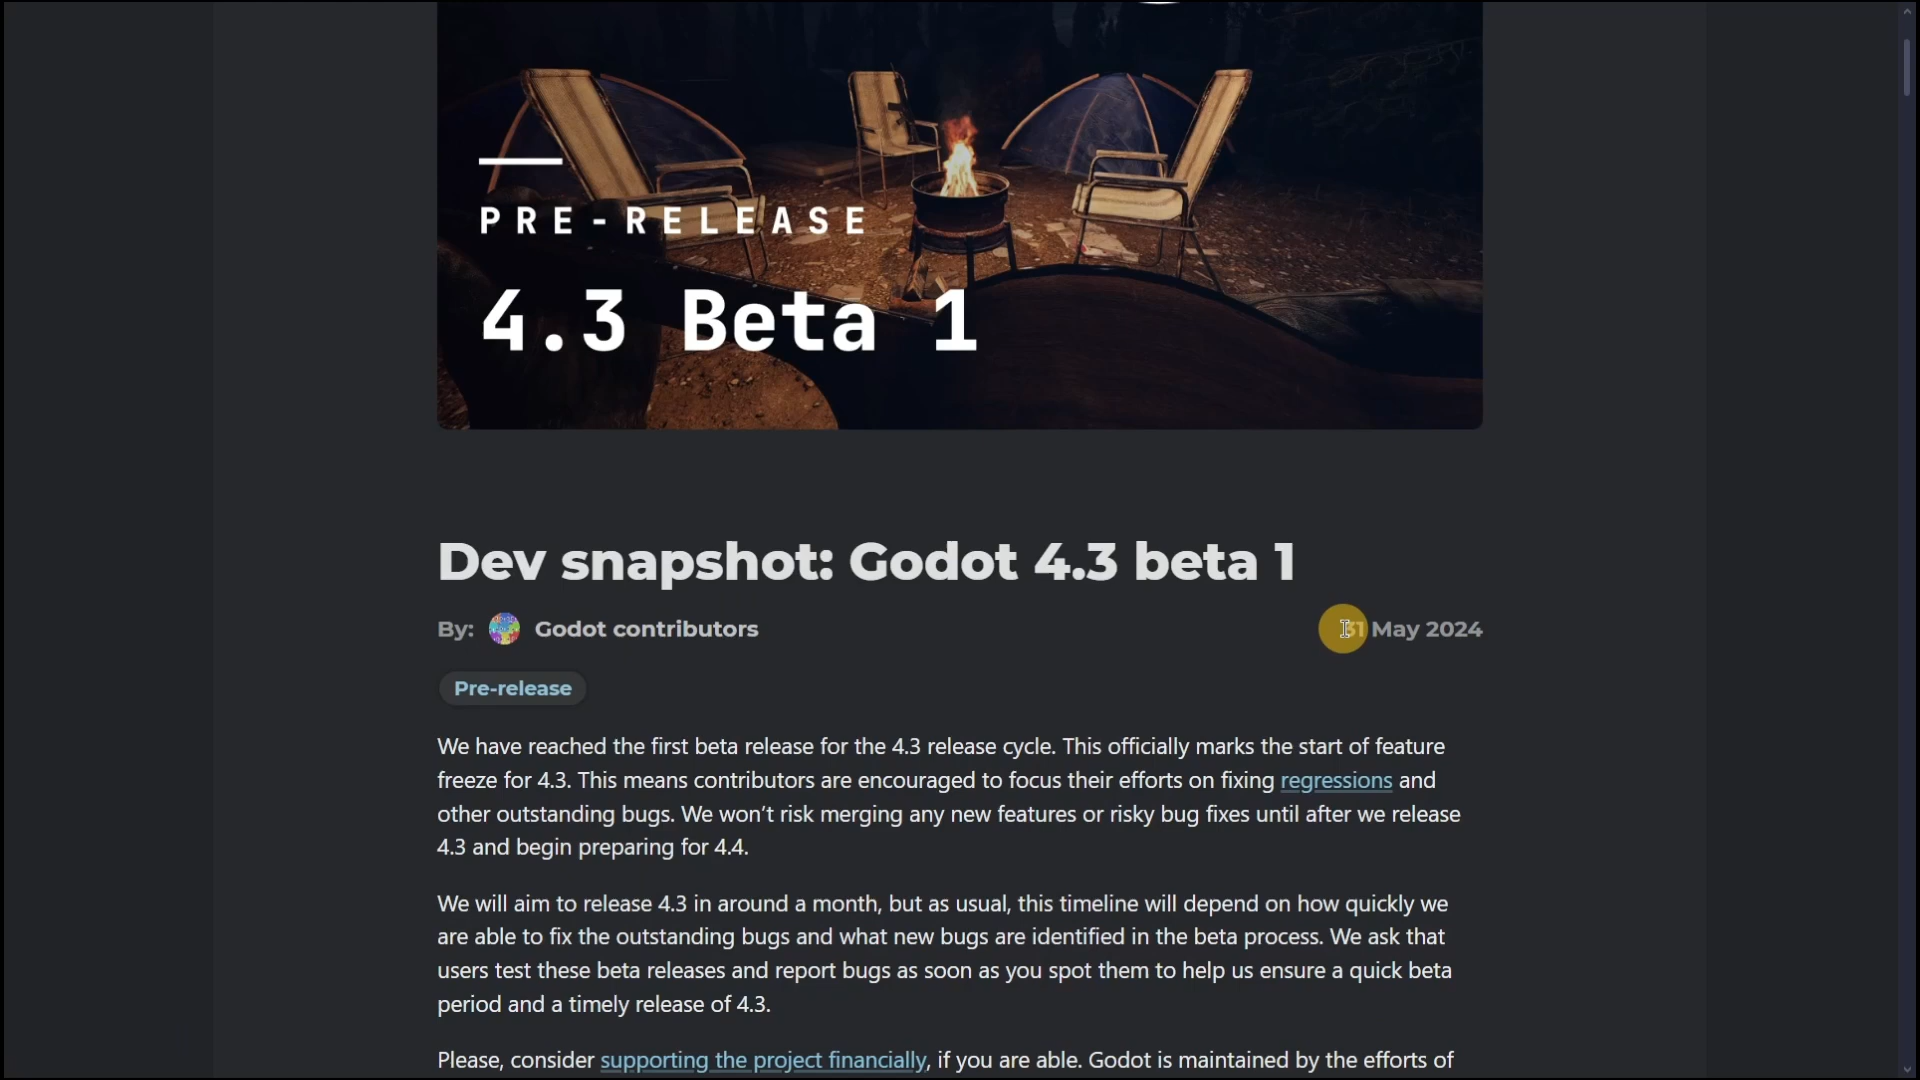 PRE-RELEASE
4.3 Beta 1
Dev snapshot: Godot 4.3 beta 1
By: Godot contributors
31 May 2024
Pre-release
We have reached the first beta release for the 4.3 release cycle. This officially marks the start of feature
freeze for 4.3. This means contributors are encouraged to focus their efforts on fixing regressions and
other outstanding bugs. We won’t risk merging any new features or risky bug fixes until after we release
4.3 and begin preparing for 4.4.
We will aim to release 4.3 in around a month, but as usual, this timeline will depend on how quickly we
are able to fix the outstanding bugs and what new bugs are identified in the beta process. We ask that
users test these beta releases and report bugs as soon as you spot them to help us ensure a quick beta
period and a timely release of 4.3.
Please, consider supporting the project financially, if you are able. Godot is maintained by the efforts of